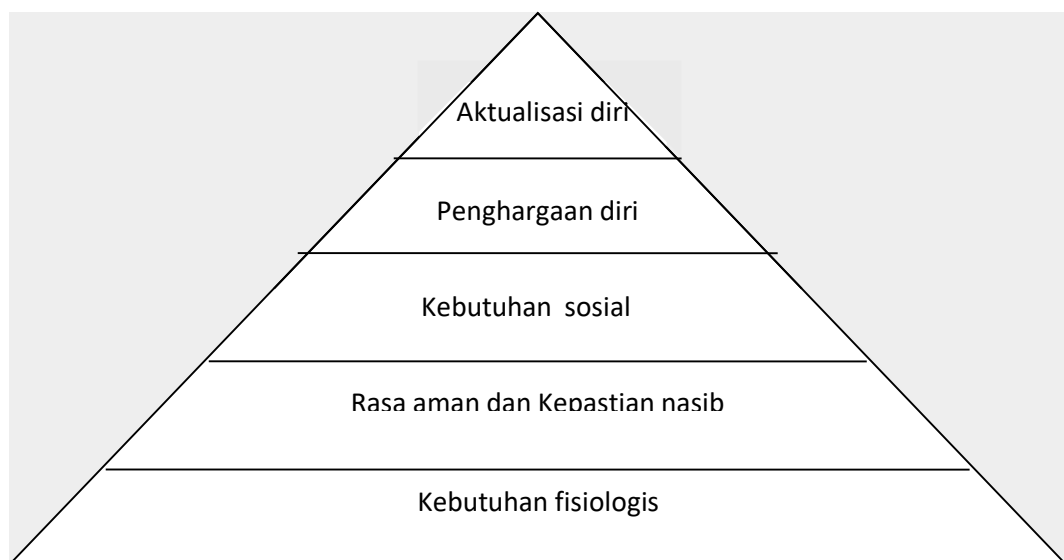 Aktualisasi diri
Penghargaan diri
Kebutuhan sosial
Rasa aman dan Kepastian nasib
Kebutuhan fisiologis